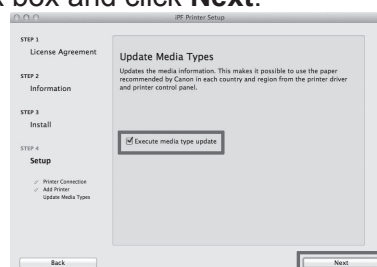 box and click Next.
iPF Printer Setup
STEP 1
License Agreement
STEP 2
Information
STEP 3
Install
STEP 4
Setup
Printer Connection
Add Printer
Update Media Types
Update Media Types
Updates the media information. This makes it possible to use the paper
recommended by Canon in each country and region from the printer driver
and printer control panel.
Execute media type update
Back
Next